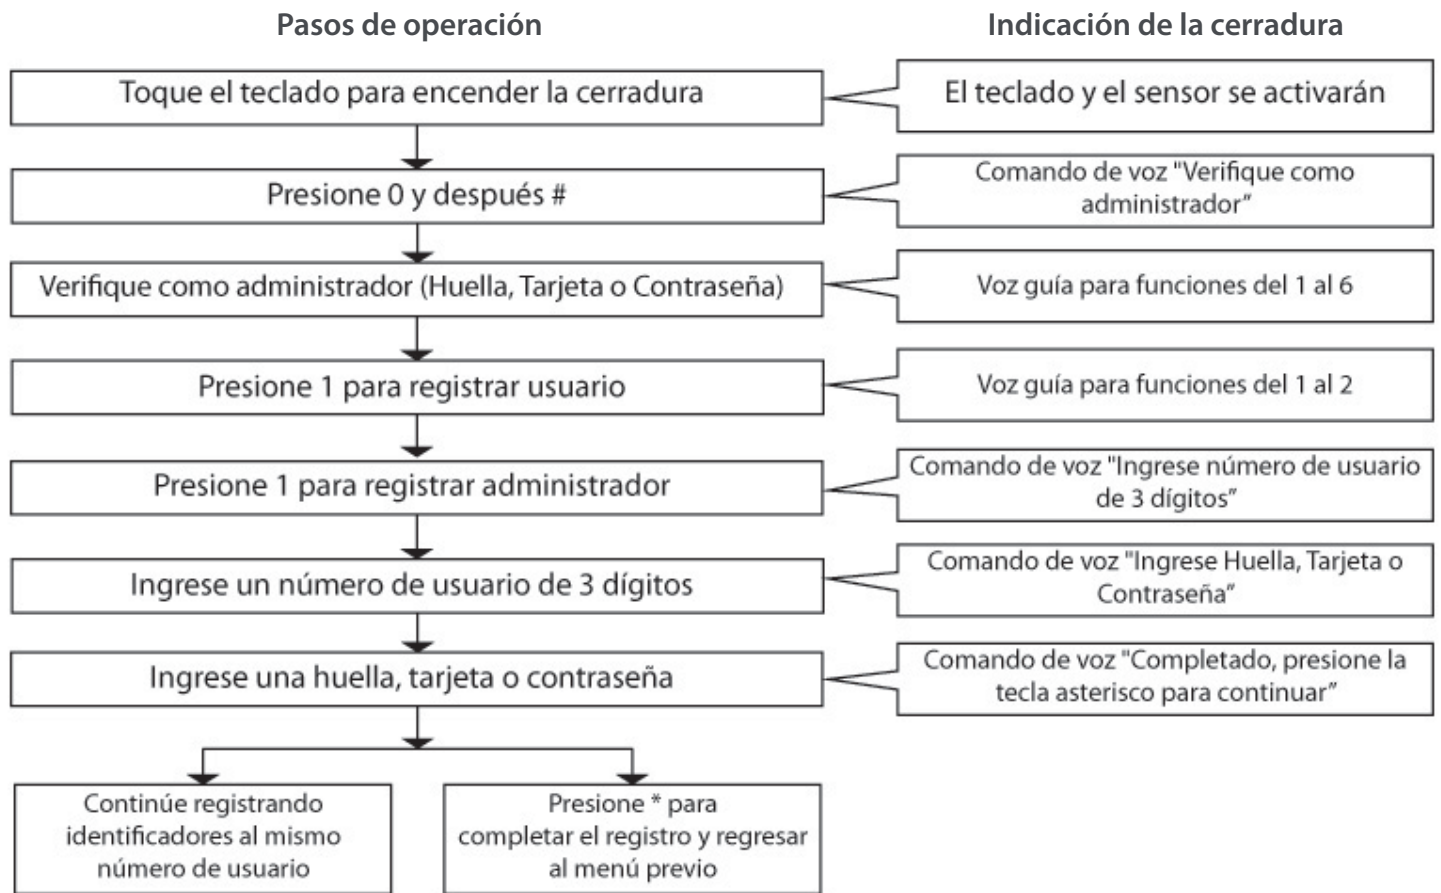 Pasos de operación
Indicación de la cerradura
Toque el teclado para encender la cerradura
El teclado y el sensor se activarán
Presione 0 y después #
Comando de voz "Verifique como
administrador"
Verifique como administrador (Huella, Tarjeta o Contraseña)
Voz guía para funciones del 1 al 6
Presione 1 para registrar usuario
Voz guía para funciones del 1 al 2
Presione 1 para registrar administrador
Comando de voz "Ingrese número de usuario
de 3 dígitos"
Ingrese un número de usuario de 3 dígitos
Comando de voz "Ingrese Huella, Tarjeta o
Contraseña"
Ingrese una huella, tarjeta o contraseña
Comando de voz "Completado, presione la
tecla asterisco para continuar"
Continúe registrando
identificadores al mismo
número de usuario
Presione * para
completar el registro y regresar
al menú previo